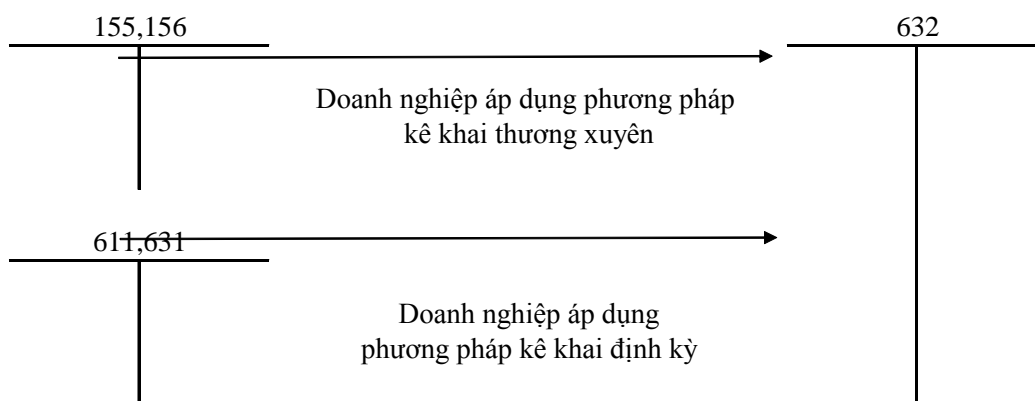 155,156
632
Doanh nghiệp áp dụng phương pháp
kê khai thương xuyên
611,631
Doanh nghiệp áp dụng
phương pháp kê khai định kỳ